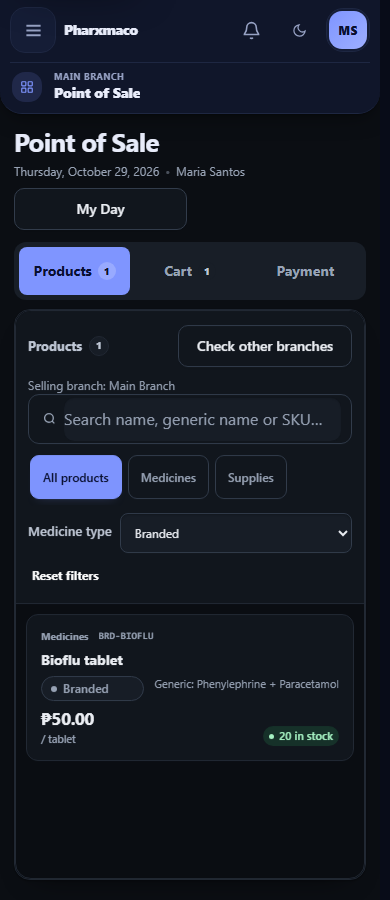 Pharxmaco
MS
MAIN BRANCH
Point of Sale
Point of Sale
Thursday, October 29, 2026 • Maria Santos
My Day
Products 1
Cart 1
Payment
Products 1
Check other branches
Selling branch: Main Branch
Search name, generic name or SKU...
All products
Medicines
Supplies
Medicine type
Branded
Reset filters
Medicines BRD-BIOFLU
Bioflu tablet
Branded
Generic: Phenylephrine + Paracetamol
₱50.00
/ tablet
20 in stock